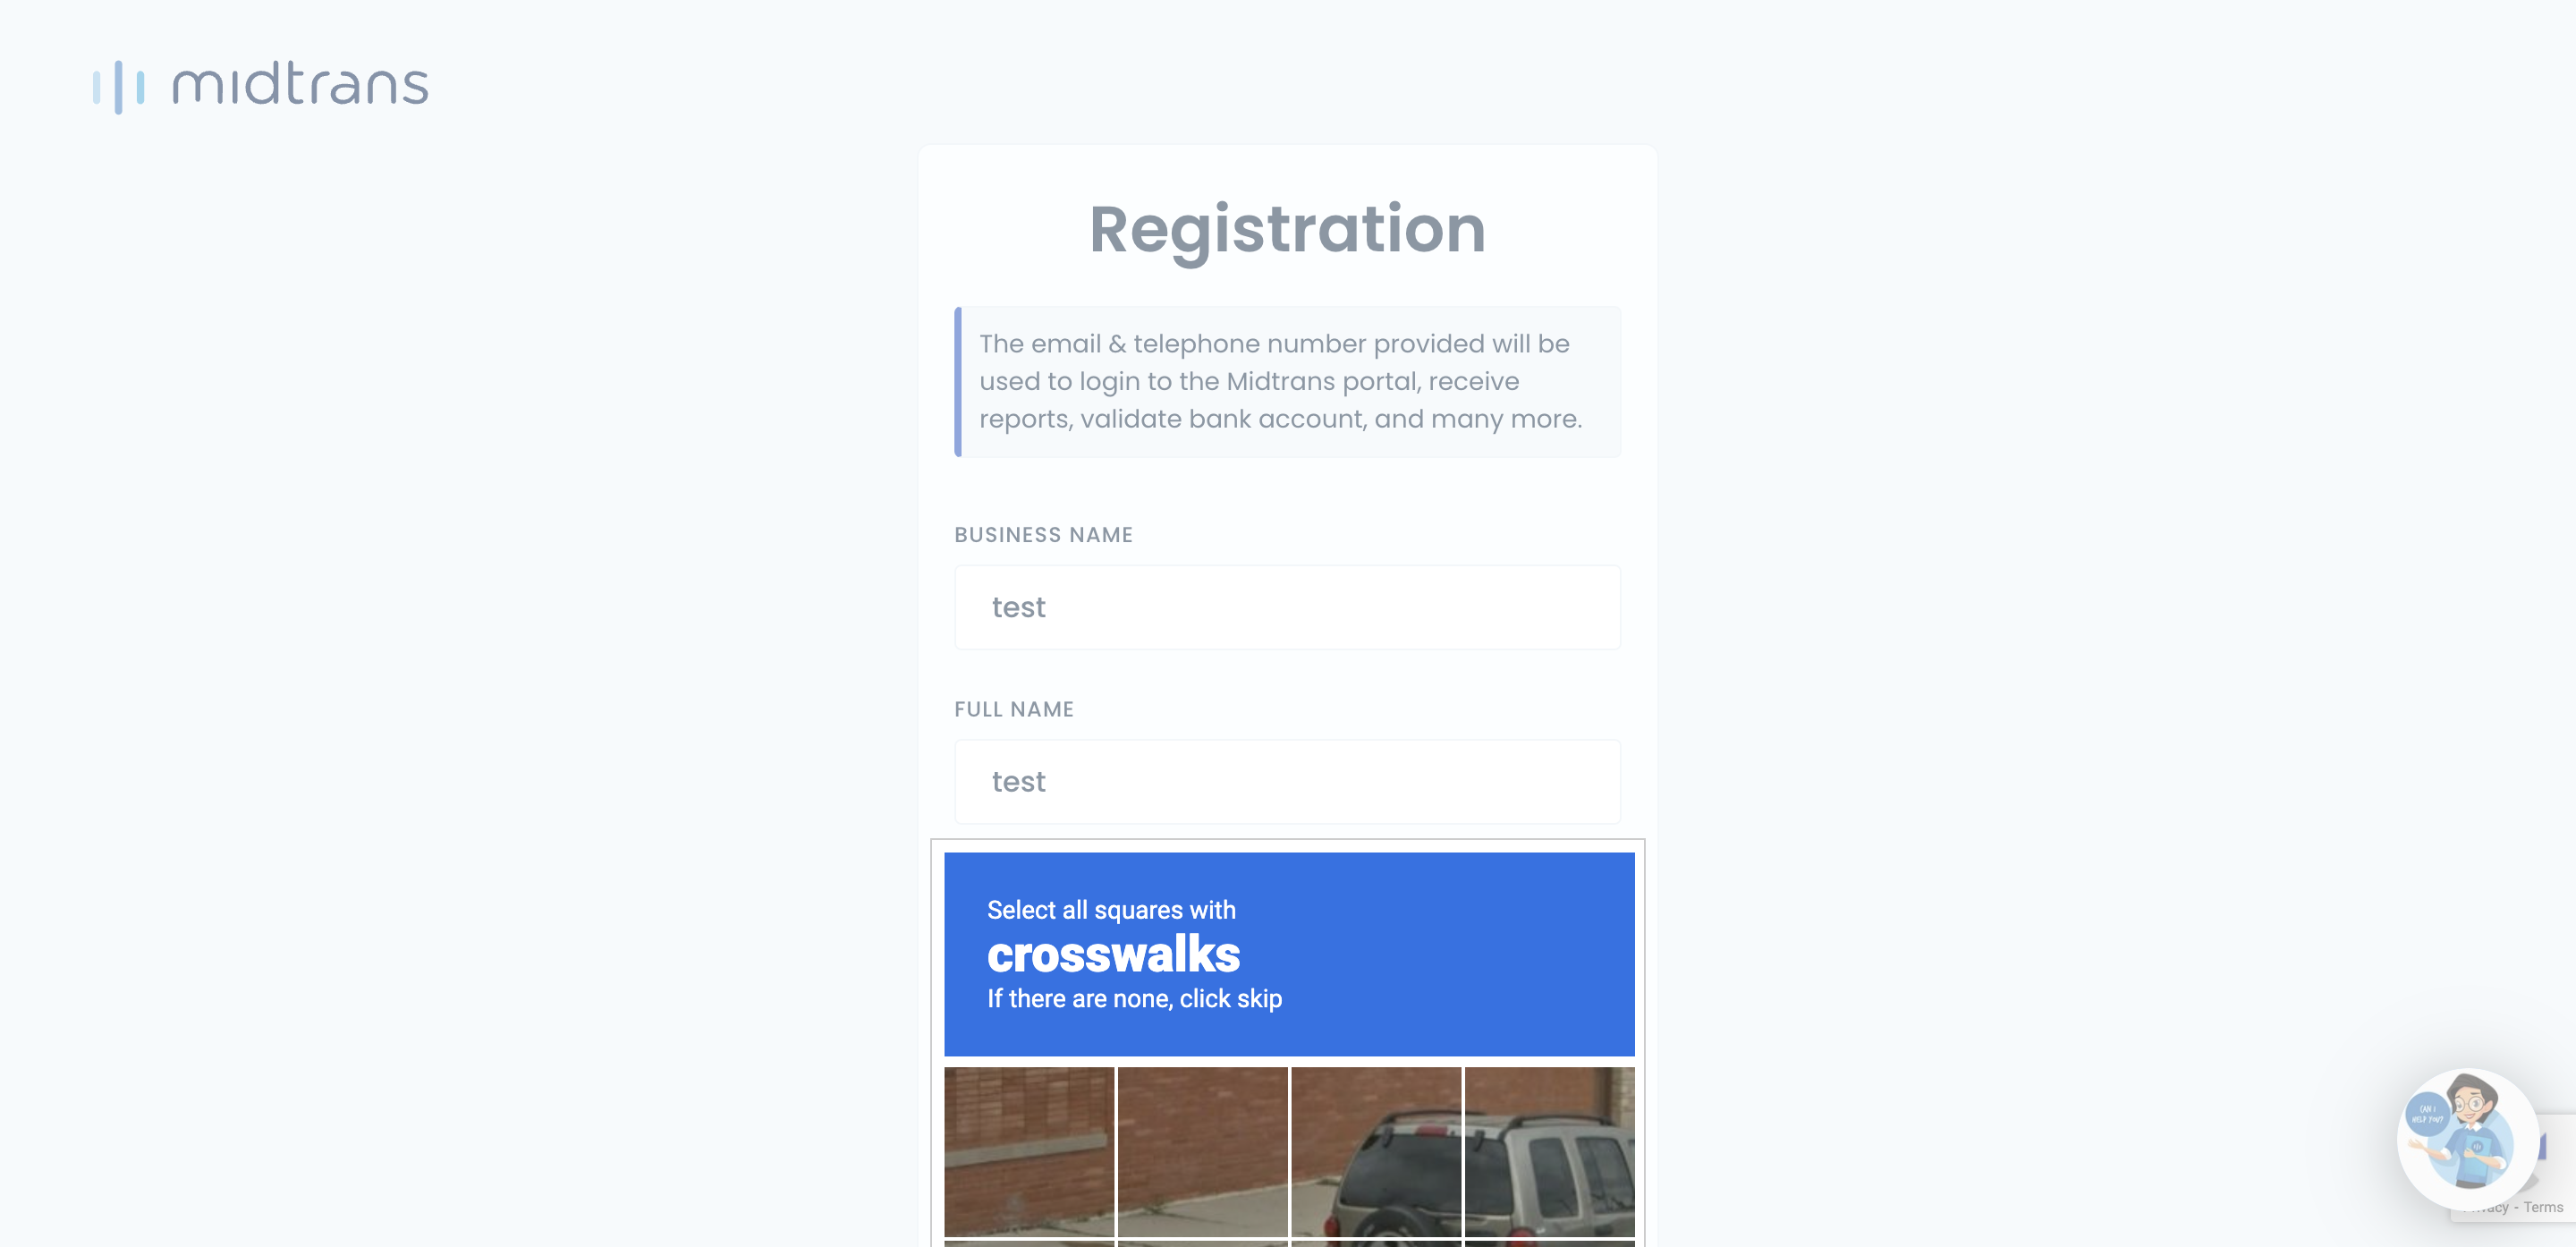 midtrans
Registration
The email & telephone number provided will be
used to login to the Midtrans portal, receive
reports, validate bank account, and many more.
BUSINESS NAME
test
FULL NAME
test
Select all squares with
crosswalks
If there are none, click skip
CAN I
HELP YOU?
- Terms